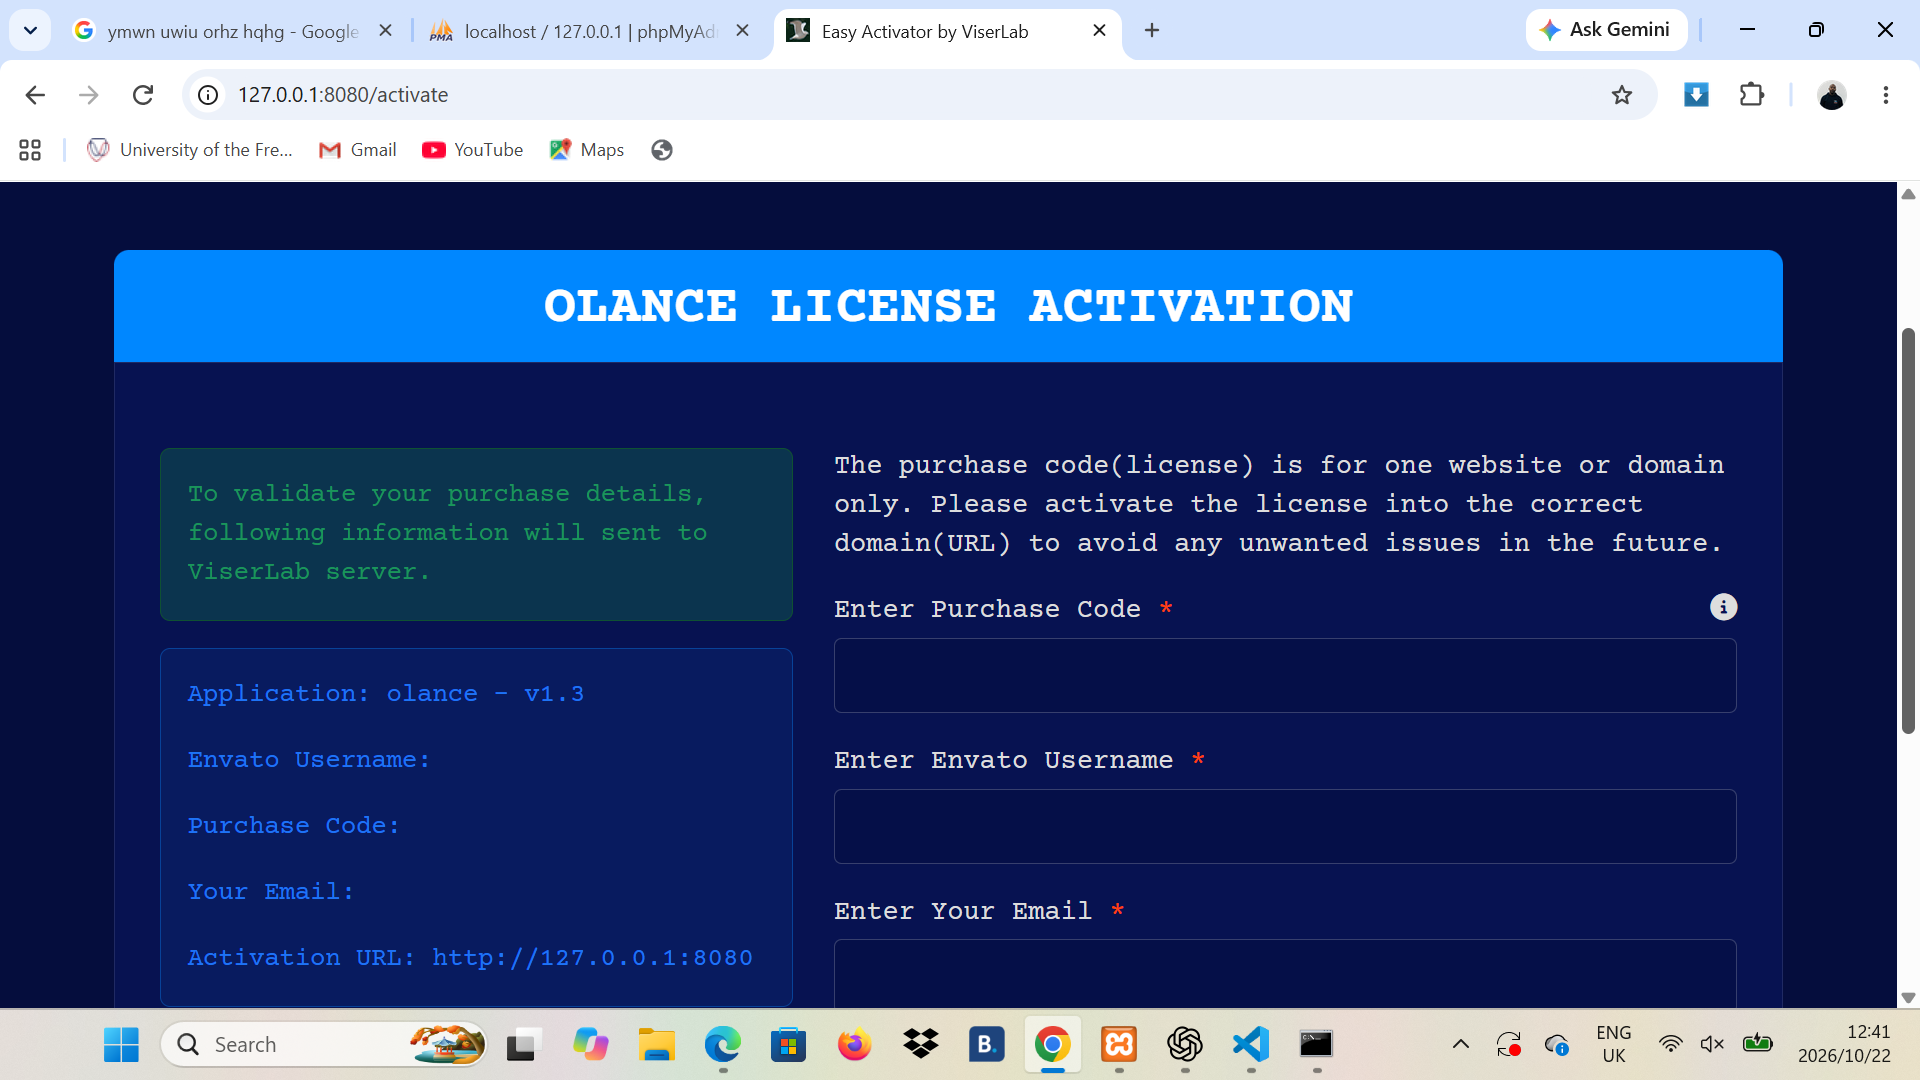 ymwn uwiu orhz hqhg - Google
localhost / 127.0.0.1 | phpMyAd
Easy Activator by ViserLab
Ask Gemini
127.0.0.1:8080/activate
University of the Fre...
Gmail
YouTube
Maps
OLANCE LICENSE ACTIVATION
To validate your purchase details,
following information will sent to
ViserLab server.
Application: olance - v1.3
Envato Username:
Purchase Code:
Your Email:
Activation URL: http://127.0.0.1:8080
The purchase code(license) is for one website or domain
only. Please activate the license into the correct
domain(URL) to avoid any unwanted issues in the future.
Enter Purchase Code *
Enter Envato Username *
Enter Your Email *
Search
B.
ENG
UK
12:41
2026/10/22